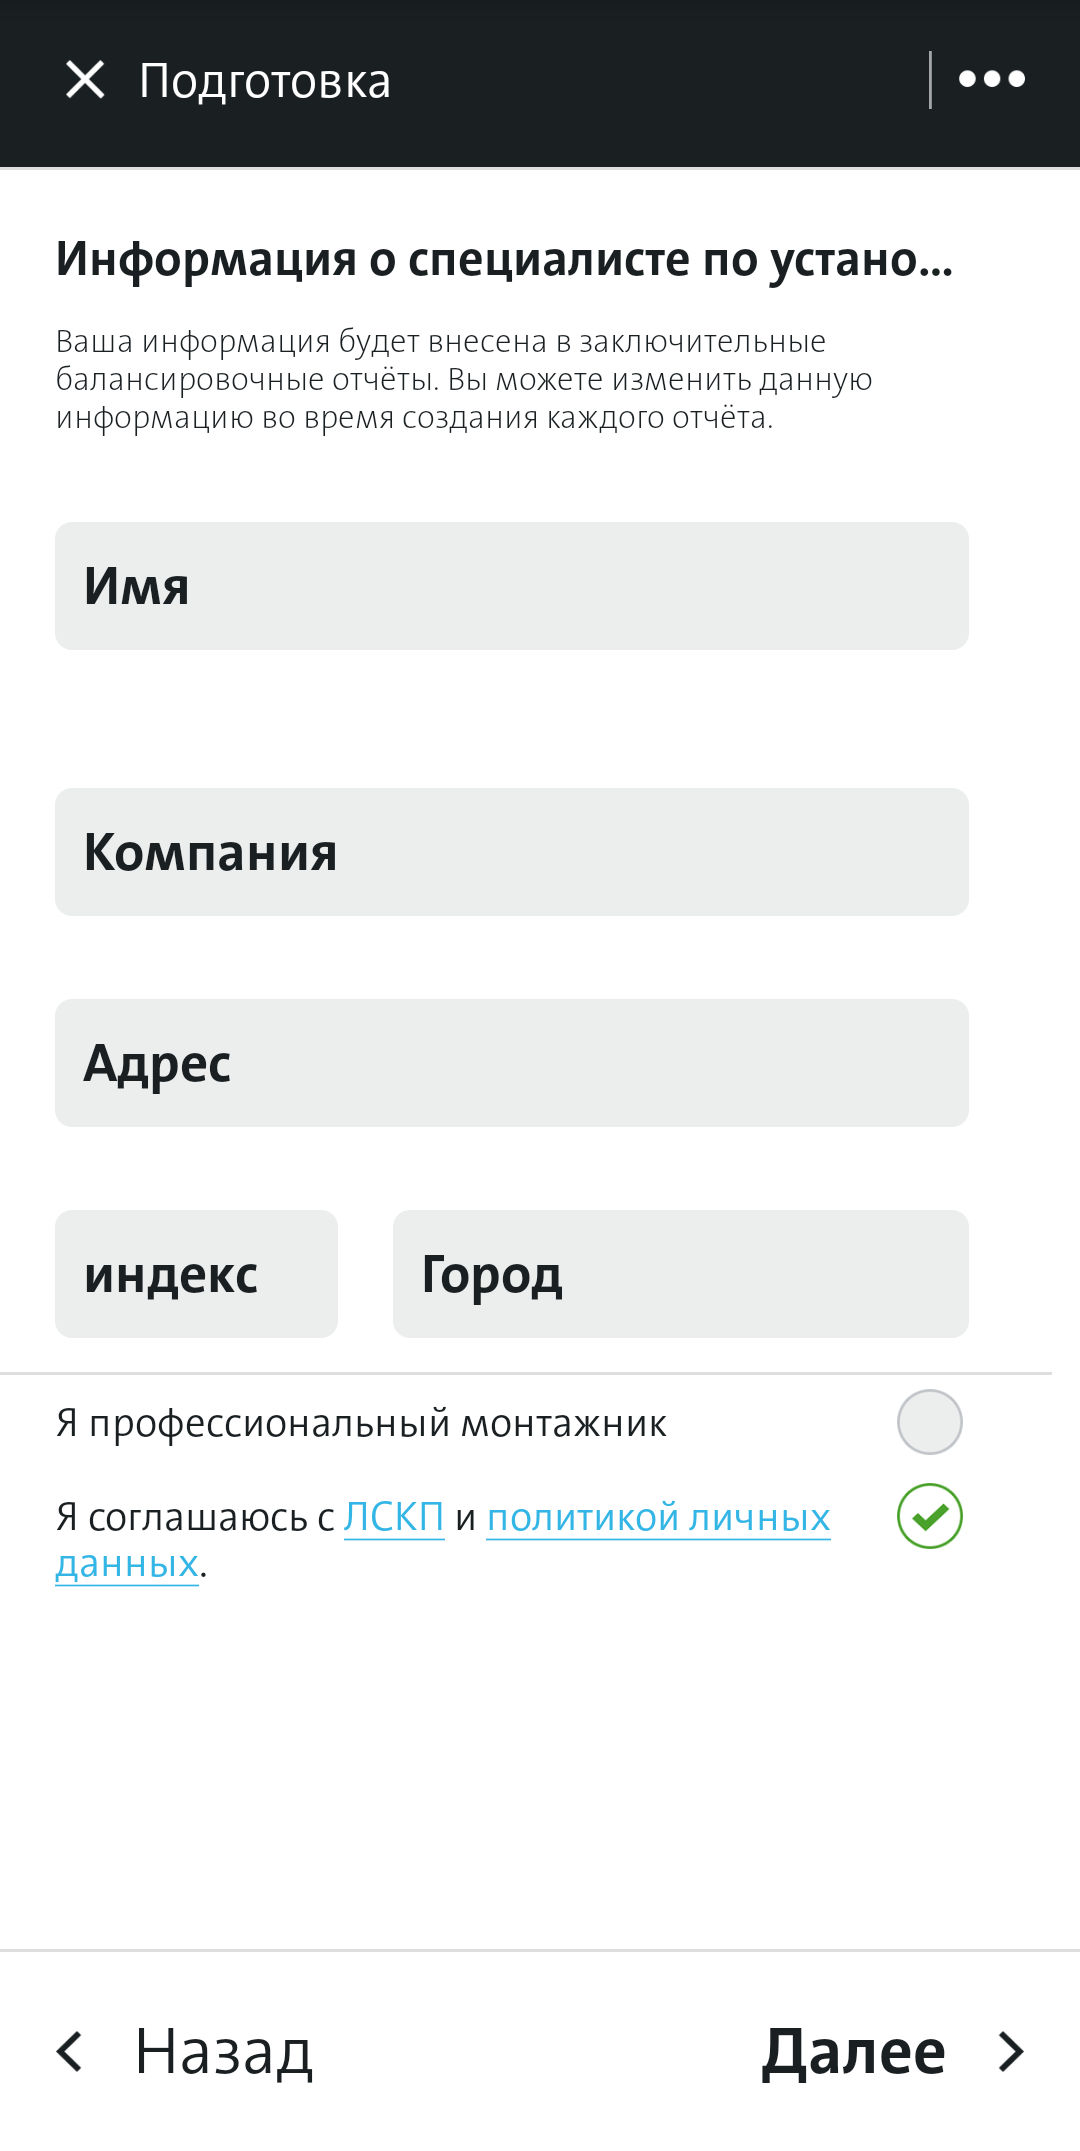 Подготовка
Информация о специалисте по устано...
Ваша информация будет внесена в заключительные
балансировочные отчёты. Вы можете изменить данную
информацию во время создания каждого отчёта.
Имя
Компания
Адрес
индекс Город
Я профессиональный монтажник
Я соглашаюсь с ЛСКП и политикой личных
данных.
Назад Далее